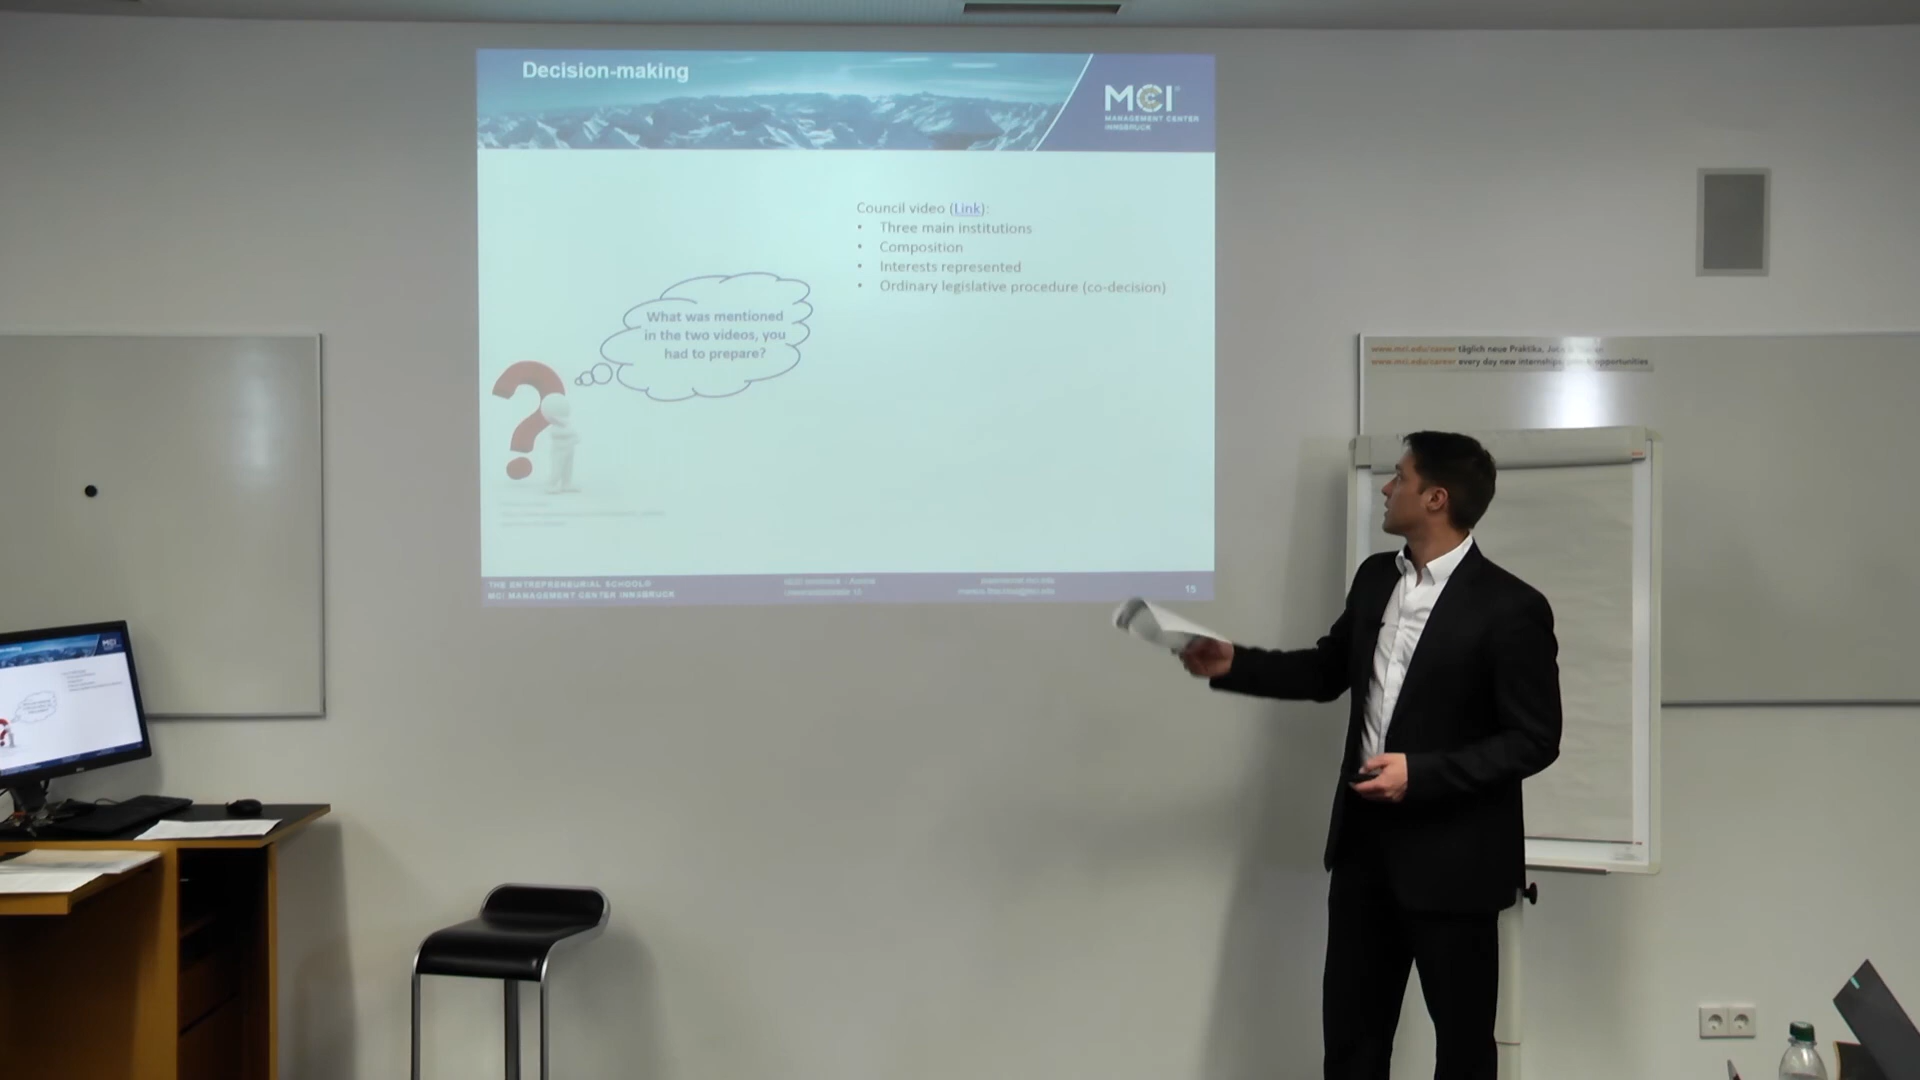 Decision-making
MCI®
MANAGEMENT CENTER
INNSBRUCK
Council video (Link):
• Three main institutions
• Composition
• Interests represented
• Ordinary legislative procedure (co-decision)
What was mentioned
in the two videos, you
had to prepare?
?
THE ENTREPRENEURIAL SCHOOL®
MCI MANAGEMENT CENTER INNSBRUCK
15
www.mci.edu/career täglich neue Praktika,
www.mci.edu/career every day new internships, opportunities
MCI